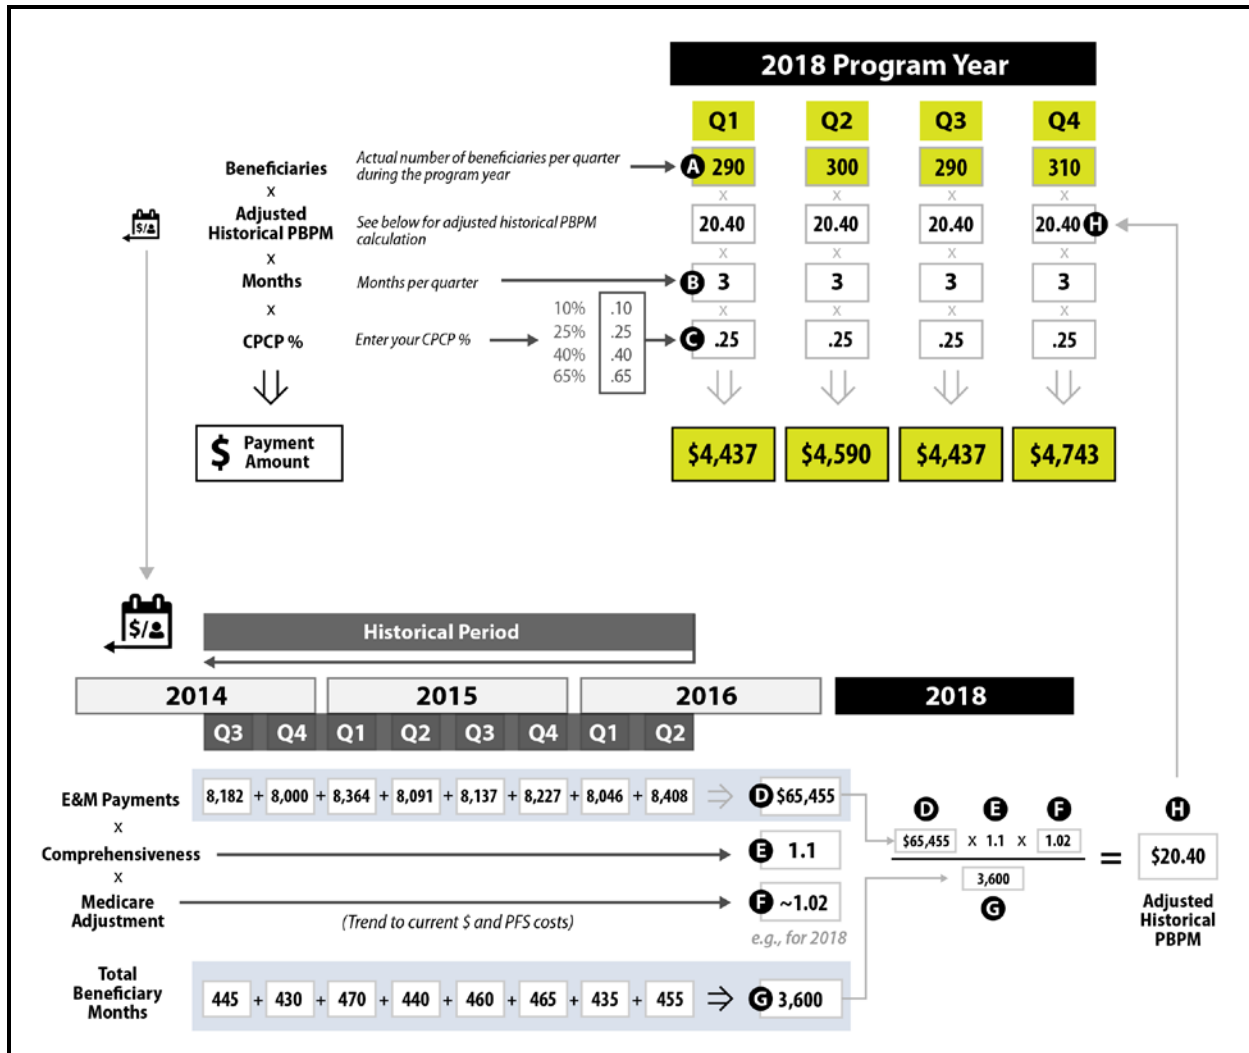 2018 Program Year
Q1 Q2 Q3 Q4
Beneficiaries
Actual number of beneficiaries per quarter
during the program year
A 290 300 290 310
x
x x x x
$/
Adjusted
Historical PBPM
See below for adjusted historical PBPM
calculation
20.40 20.40 20.40 20.40 H
x
x x x x
Months
Months per quarter
B 3 3 3 3
x
x x x x
CPCP %
Enter your CPCP %
10% .10
25% .25
40% .40
65% .65
C .25 .25 .25 .25
$ Payment
Amount
$4,437 $4,590 $4,437 $4,743
$/
Historical Period
2014 2015 2016 2018
Q3 Q4 Q1 Q2 Q3 Q4 Q1 Q2
E&M Payments
8,182 + 8,000 + 8,364 + 8,091 + 8,137 + 8,227 + 8,046 + 8,408
D $65,455
x
Comprehensiveness
E 1.1
x
Medicare
Adjustment
(Trend to current $ and PFS costs)
F ~1.02
e.g., for 2018
Total
Beneficiary
Months
445 + 430 + 470 + 440 + 460 + 465 + 435 + 455
G 3,600
D E F H
$65,455 x 1.1 x 1.02
3,600
G
= $20.40
Adjusted
Historical
PBPM